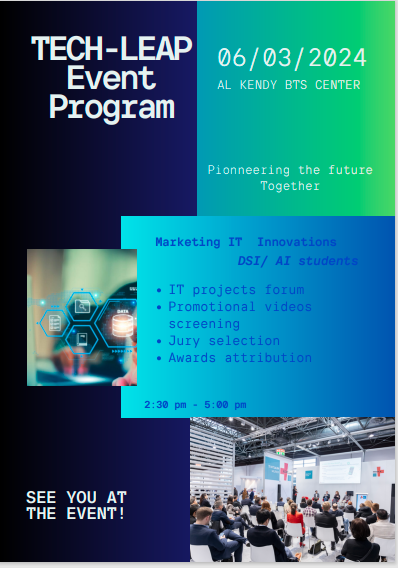 TECH-LEAP
Event
Program
06/03/2024
AL KENDY BTS CENTER
Pionneering the future
Together
Marketing IT Innovations
DSI/ AI students
• IT projects forum
• Promotional videos
screening
• Jury selection
• Awards attribution
DATA
2:30 pm - 5:00 pm
SEE YOU AT
THE EVENT!